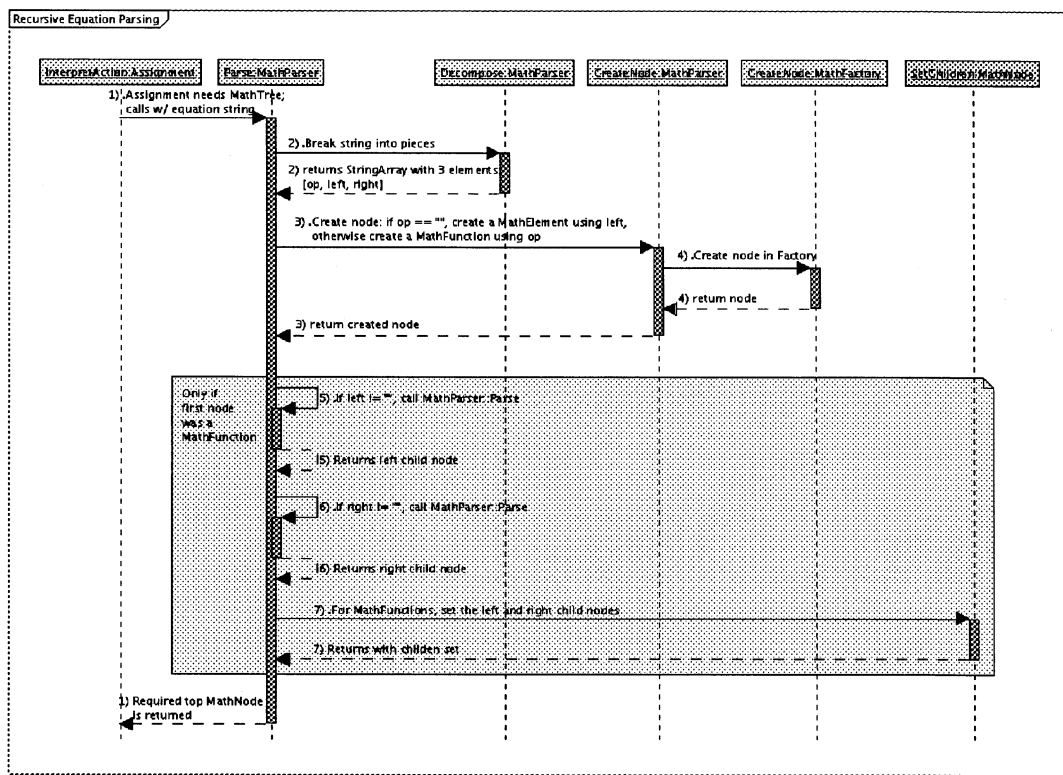 Recursive Equation Parsing
InterpretAction:Assignment
Parse:MathParser
Decompose:MathParser
CreateNode:MathParser
CreateNode:MathFactory
SetChildren:MathNode
1) .Assignment needs MathTree;
calls w/ equation string
2) .Break string into pieces
2) returns StringArray with 3 elements
[op, left, right]
3) .Create node: if op == "", create a MathElement using left,
otherwise create a MathFunction using op
4) .Create node in Factory
4) return node
3) return created node
Only if
first node
was a
MathFunction
5) .If left != "", call MathParser::Parse
5) Returns left child node
6) .If right != "", call MathParser::Parse
6) Returns right child node
7) .For MathFunctions, set the left and right child nodes
7) Returns with childen set
1) Required top MathNode
is returned